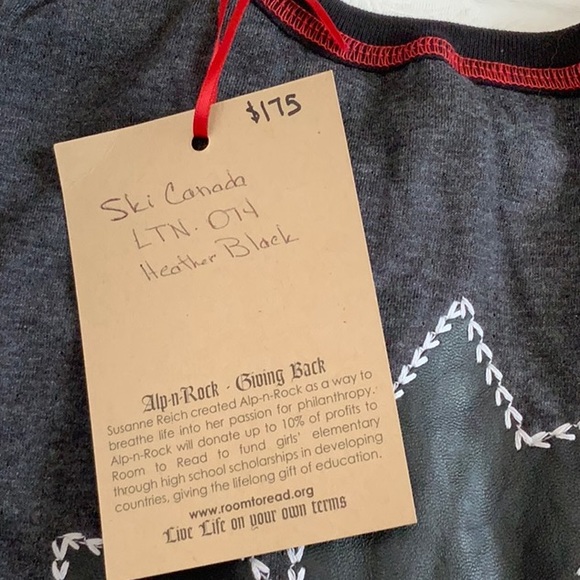 $175
Ski Canada
LTN. 074
Heather Black
Alp-n-Rock - Giving Back
Susanne Reich created Alp-n-Rock as a way to
breathe life into her passion for philanthropy.
Alp-n-Rock will donate up to 10% of profits to
Room to Read to fund girls' elementary
through high school scholarships in developing
countries, giving the lifelong gift of education.
www.roomtoread.org
Live Life on your own terms